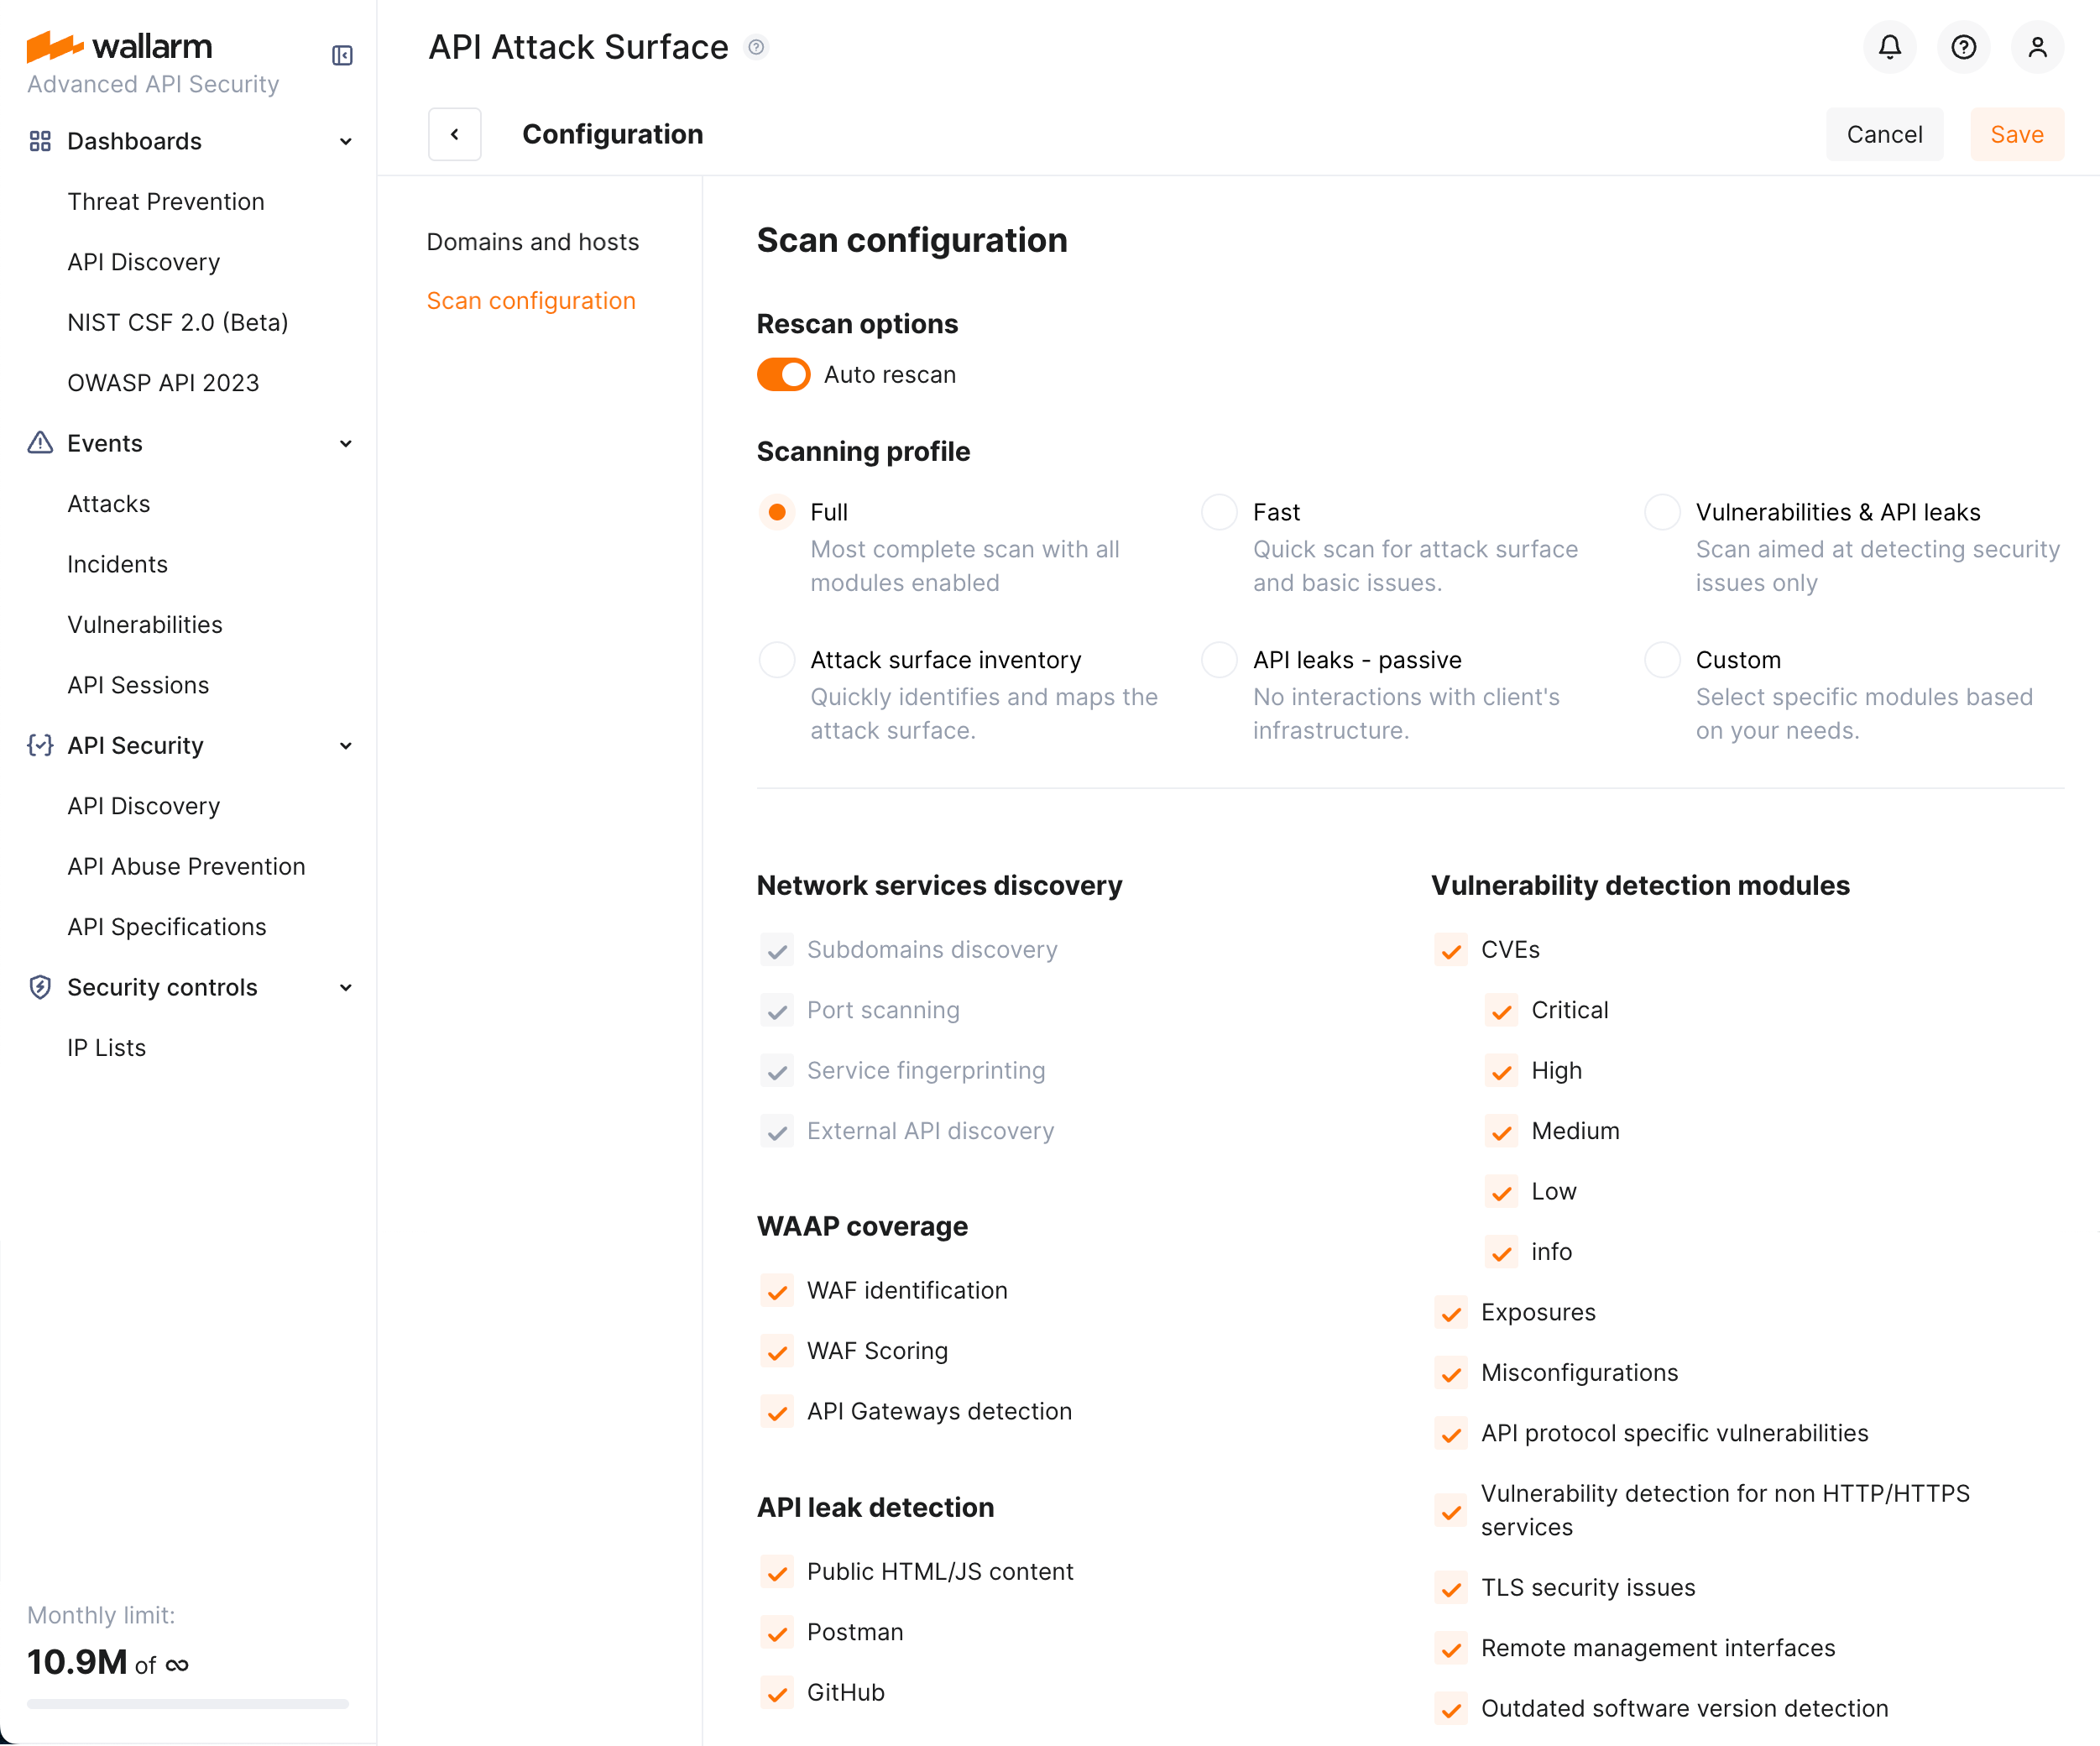 wallarm
Advanced API Security
Dashboards
Threat Prevention
API Discovery
NIST CSF 2.0 (Beta)
OWASP API 2023
Events
Attacks
Incidents
Vulnerabilities
API Sessions
API Security
API Discovery
API Abuse Prevention
API Specifications
Security controls
IP Lists
Monthly limit:
10.9M of ∞
API Attack Surface
Configuration
Cancel
Save
Domains and hosts
Scan configuration
Scan configuration
Rescan options
Auto rescan
Scanning profile
Full
Most complete scan with all
modules enabled
Fast
Quick scan for attack surface
and basic issues.
Vulnerabilities & API leaks
Scan aimed at detecting security
issues only
Attack surface inventory
Quickly identifies and maps the
attack surface.
API leaks - passive
No interactions with client's
infrastructure.
Custom
Select specific modules based
on your needs.
Network services discovery
Subdomains discovery
Port scanning
Service fingerprinting
External API discovery
WAAP coverage
WAF identification
WAF Scoring
API Gateways detection
API leak detection
Public HTML/JS content
Postman
GitHub
Vulnerability detection modules
CVEs
Critical
High
Medium
Low
info
Exposures
Misconfigurations
API protocol specific vulnerabilities
Vulnerability detection for non HTTP/HTTPS
services
TLS security issues
Remote management interfaces
Outdated software version detection